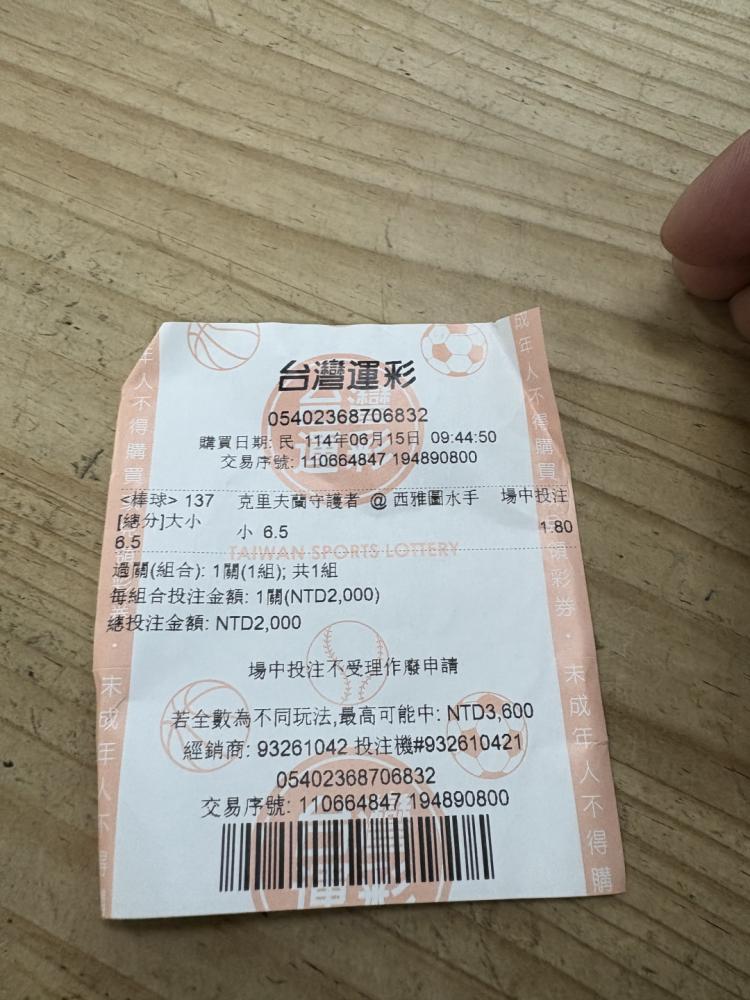 台灣運彩
05402368706832
購買日期: 民 114年06月15日 09:44:50
交易序號: 110664847 194890800
<棒球> 137 克里夫蘭守護者 @ 西雅圖水手 場中投注
[總分]大小 小 6.5 1.80
6.5
TAIWAN SPORTS LOTTERY
過關(組合): 1關(1組); 共1組
每組合投注金額: 1關(NTD2,000)
總投注金額: NTD2,000
場中投注不受理作廢申請
若全數為不同玩法,最高可能中: NTD3,600
經銷商: 93261042 投注機#932610421
05402368706832
交易序號: 110664847 194890800
年人不得購買
未成年人不得
成年人不得購買
彩券・未成年人不得購
台灣運彩